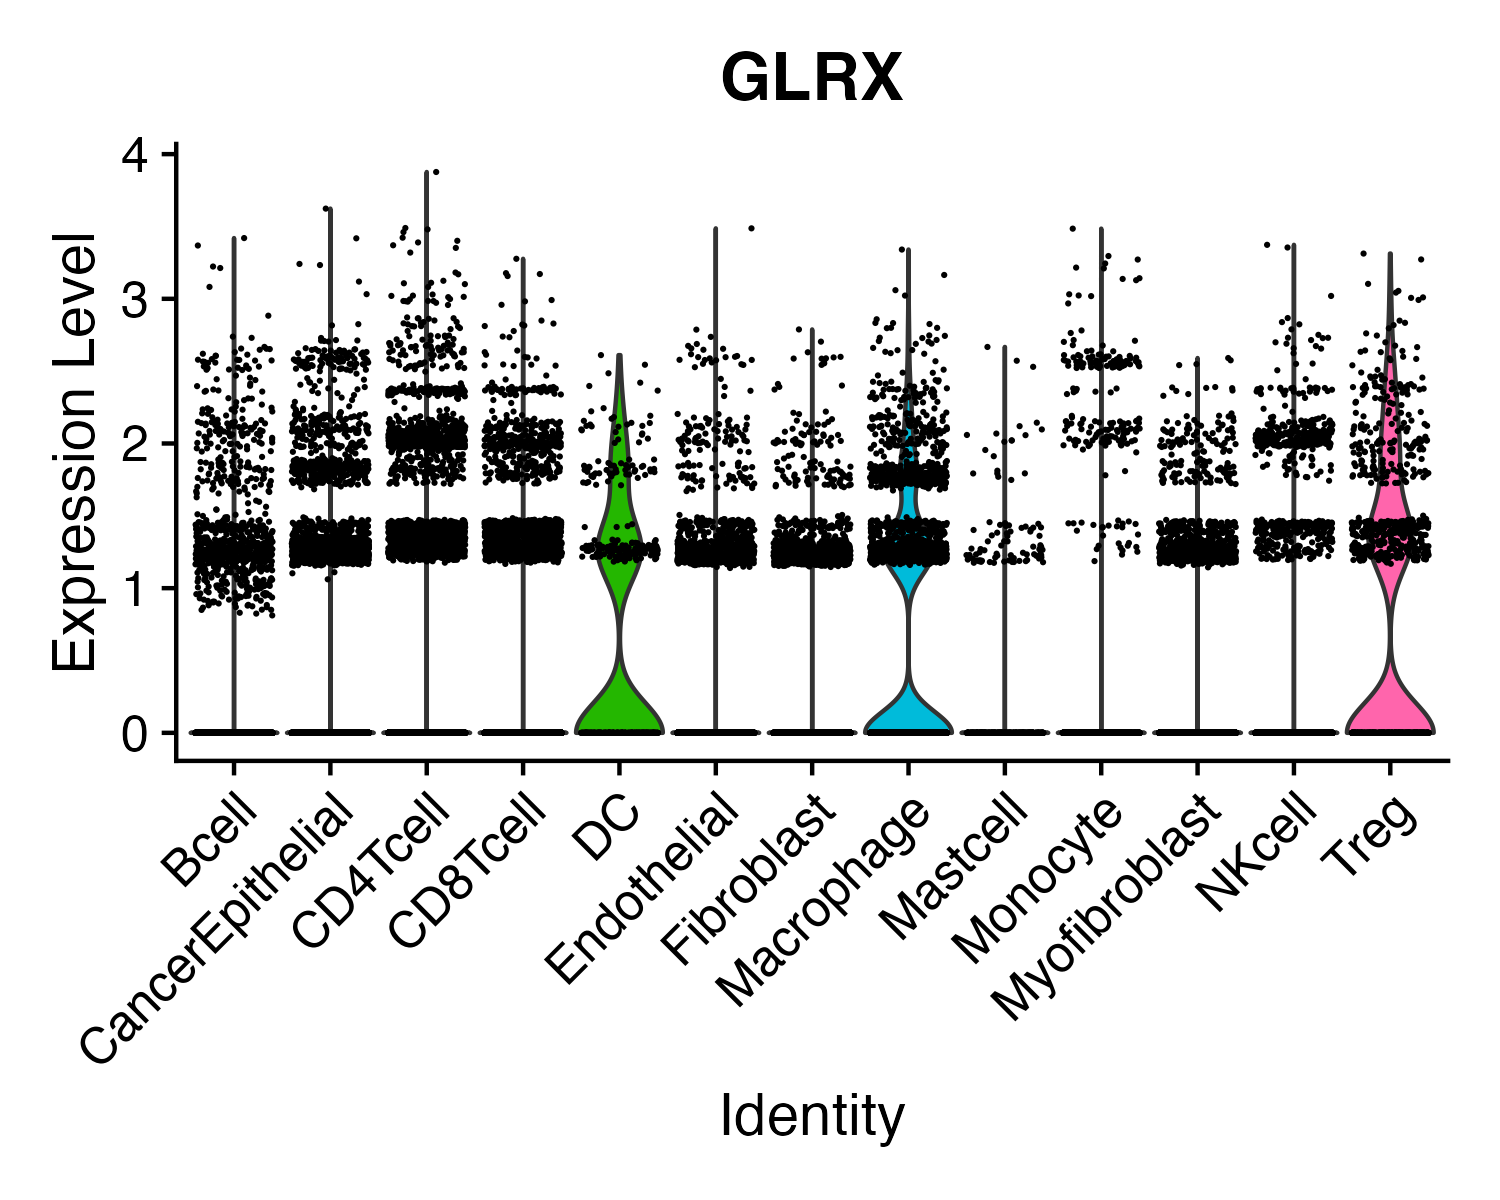 GLRX
Expression Level
4
3
2
1
0
Bcell
CancerEpithelial
CD4Tcell
CD8Tcell
DC
Endothelial
Fibroblast
Macrophage
Mastcell
Monocyte
Myofibroblast
NKcell
Treg
Identity